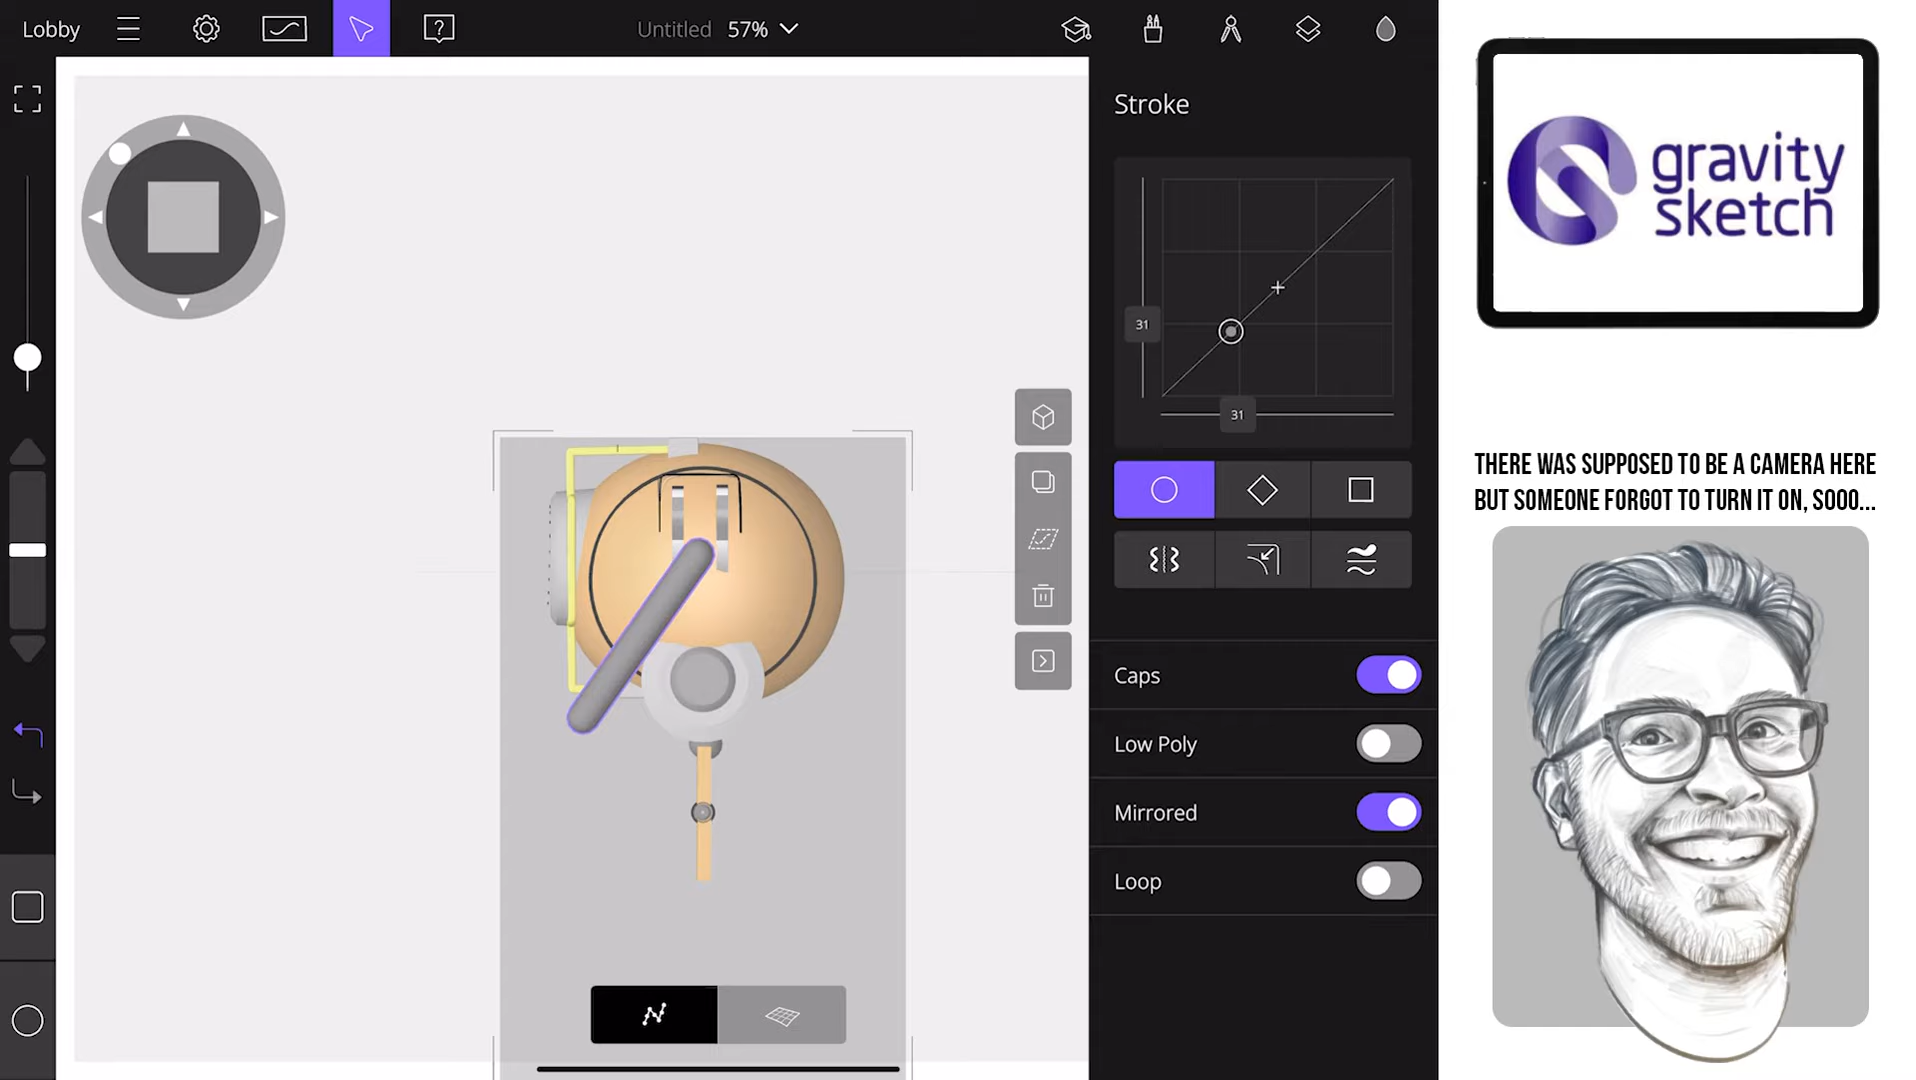 Lobby
Untitled 57%
Stroke
31
31
Caps
Low Poly
Mirrored
Loop
gravity
sketch
THERE WAS SUPPOSED TO BE A CAMERA HERE
BUT SOMEONE FORGOT TO TURN IT ON, SOOO...